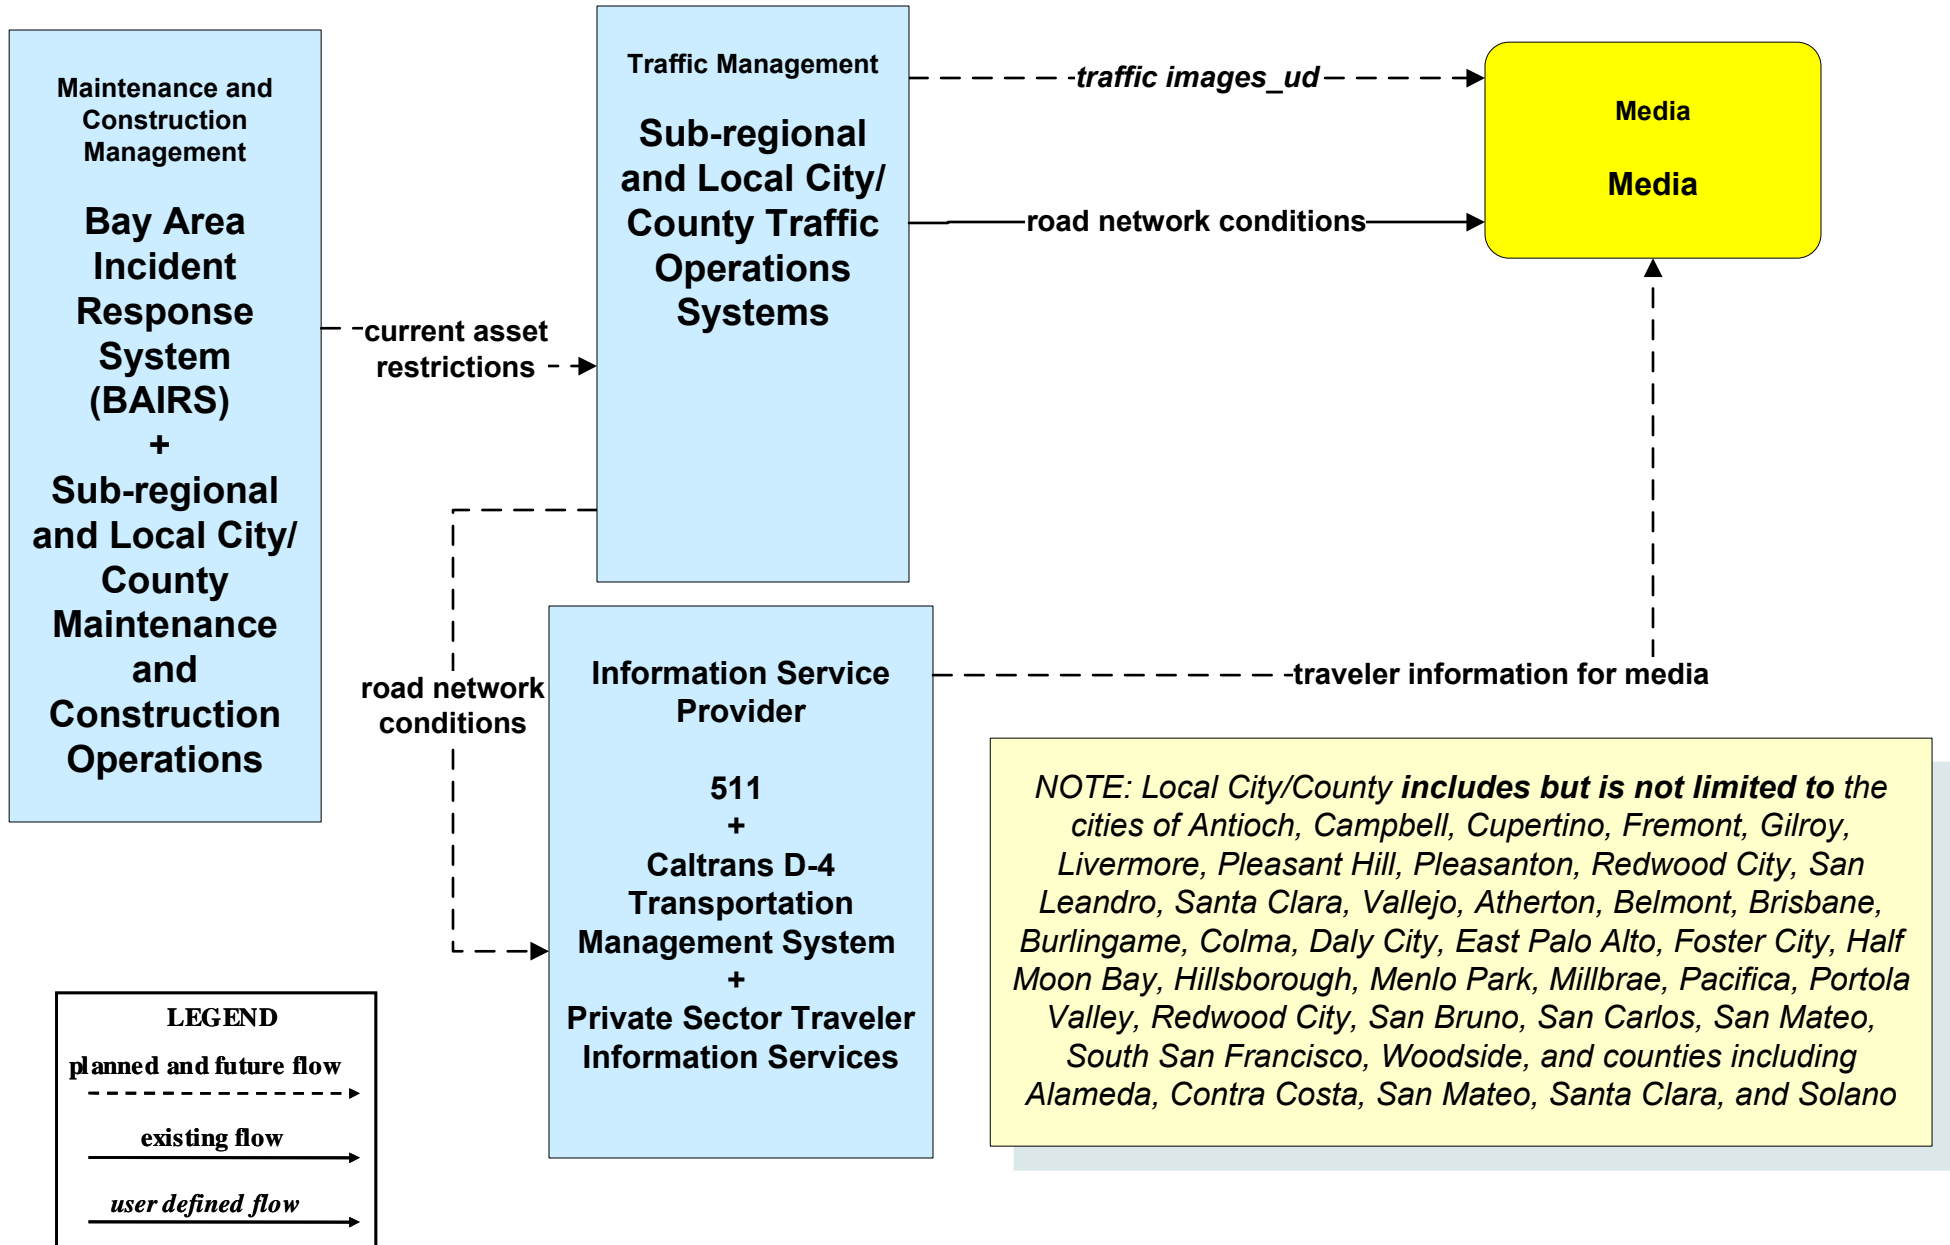 Maintenance and
Construction
Management
Bay Area
Incident
Response
System
(BAIRS)
+
Sub-regional
and Local City/
County
Maintenance
and
Construction
Operations
Traffic Management
Sub-regional
and Local City/
County Traffic
Operations
Systems
traffic images_ud
road network conditions
Media
Media
current asset
restrictions
road network
conditions
Information Service
Provider
511
+
Caltrans D-4
Transportation
Management System
+
Private Sector Traveler
Information Services
traveler information for media
NOTE: Local City/County includes but is not limited to the
cities of Antioch, Campbell, Cupertino, Fremont, Gilroy,
Livermore, Pleasant Hill, Pleasanton, Redwood City, San
Leandro, Santa Clara, Vallejo, Atherton, Belmont, Brisbane,
Burlingame, Colma, Daly City, East Palo Alto, Foster City, Half
Moon Bay, Hillsborough, Menlo Park, Millbrae, Pacifica, Portola
Valley, Redwood City, San Bruno, San Carlos, San Mateo,
South San Francisco, Woodside, and counties including
Alameda, Contra Costa, San Mateo, Santa Clara, and Solano
LEGEND
planned and future flow
existing flow
user defined flow